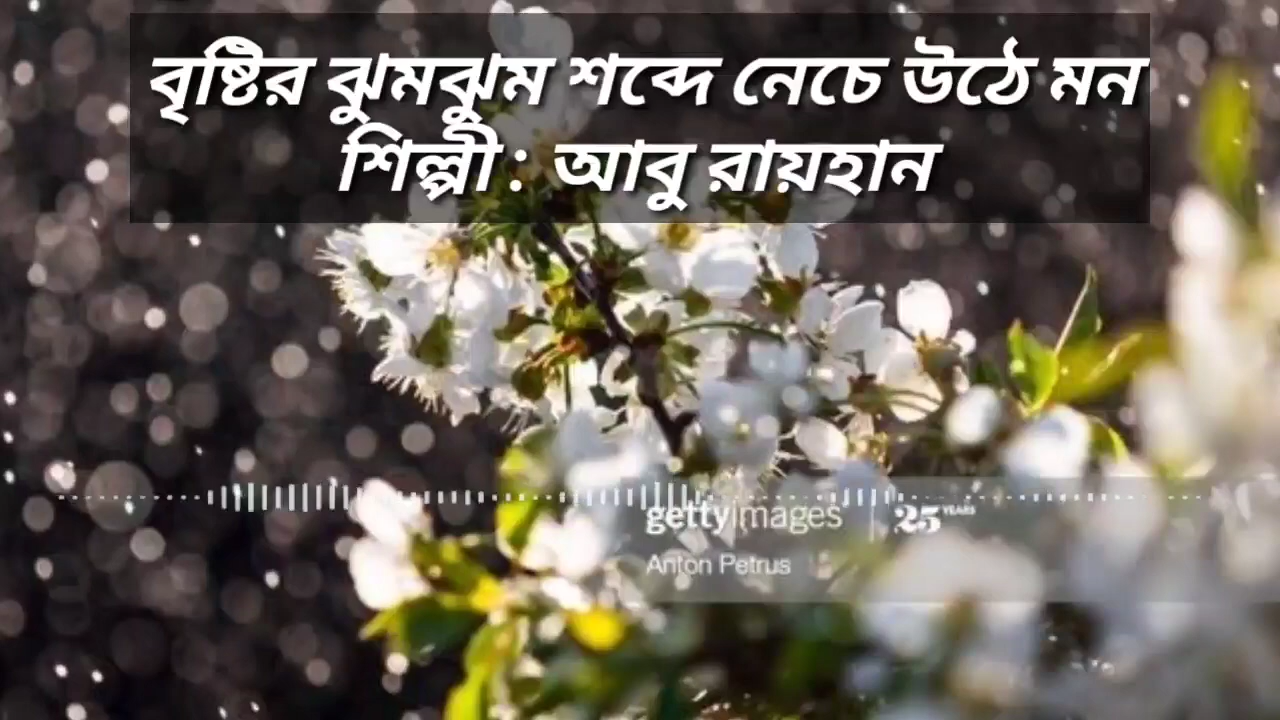 বৃষ্টির ঝুমঝুম শব্দে নেচে উঠে মন
শিল্পী : আবু রায়হান
gettyimages 25 YEARS
Anton Petrus